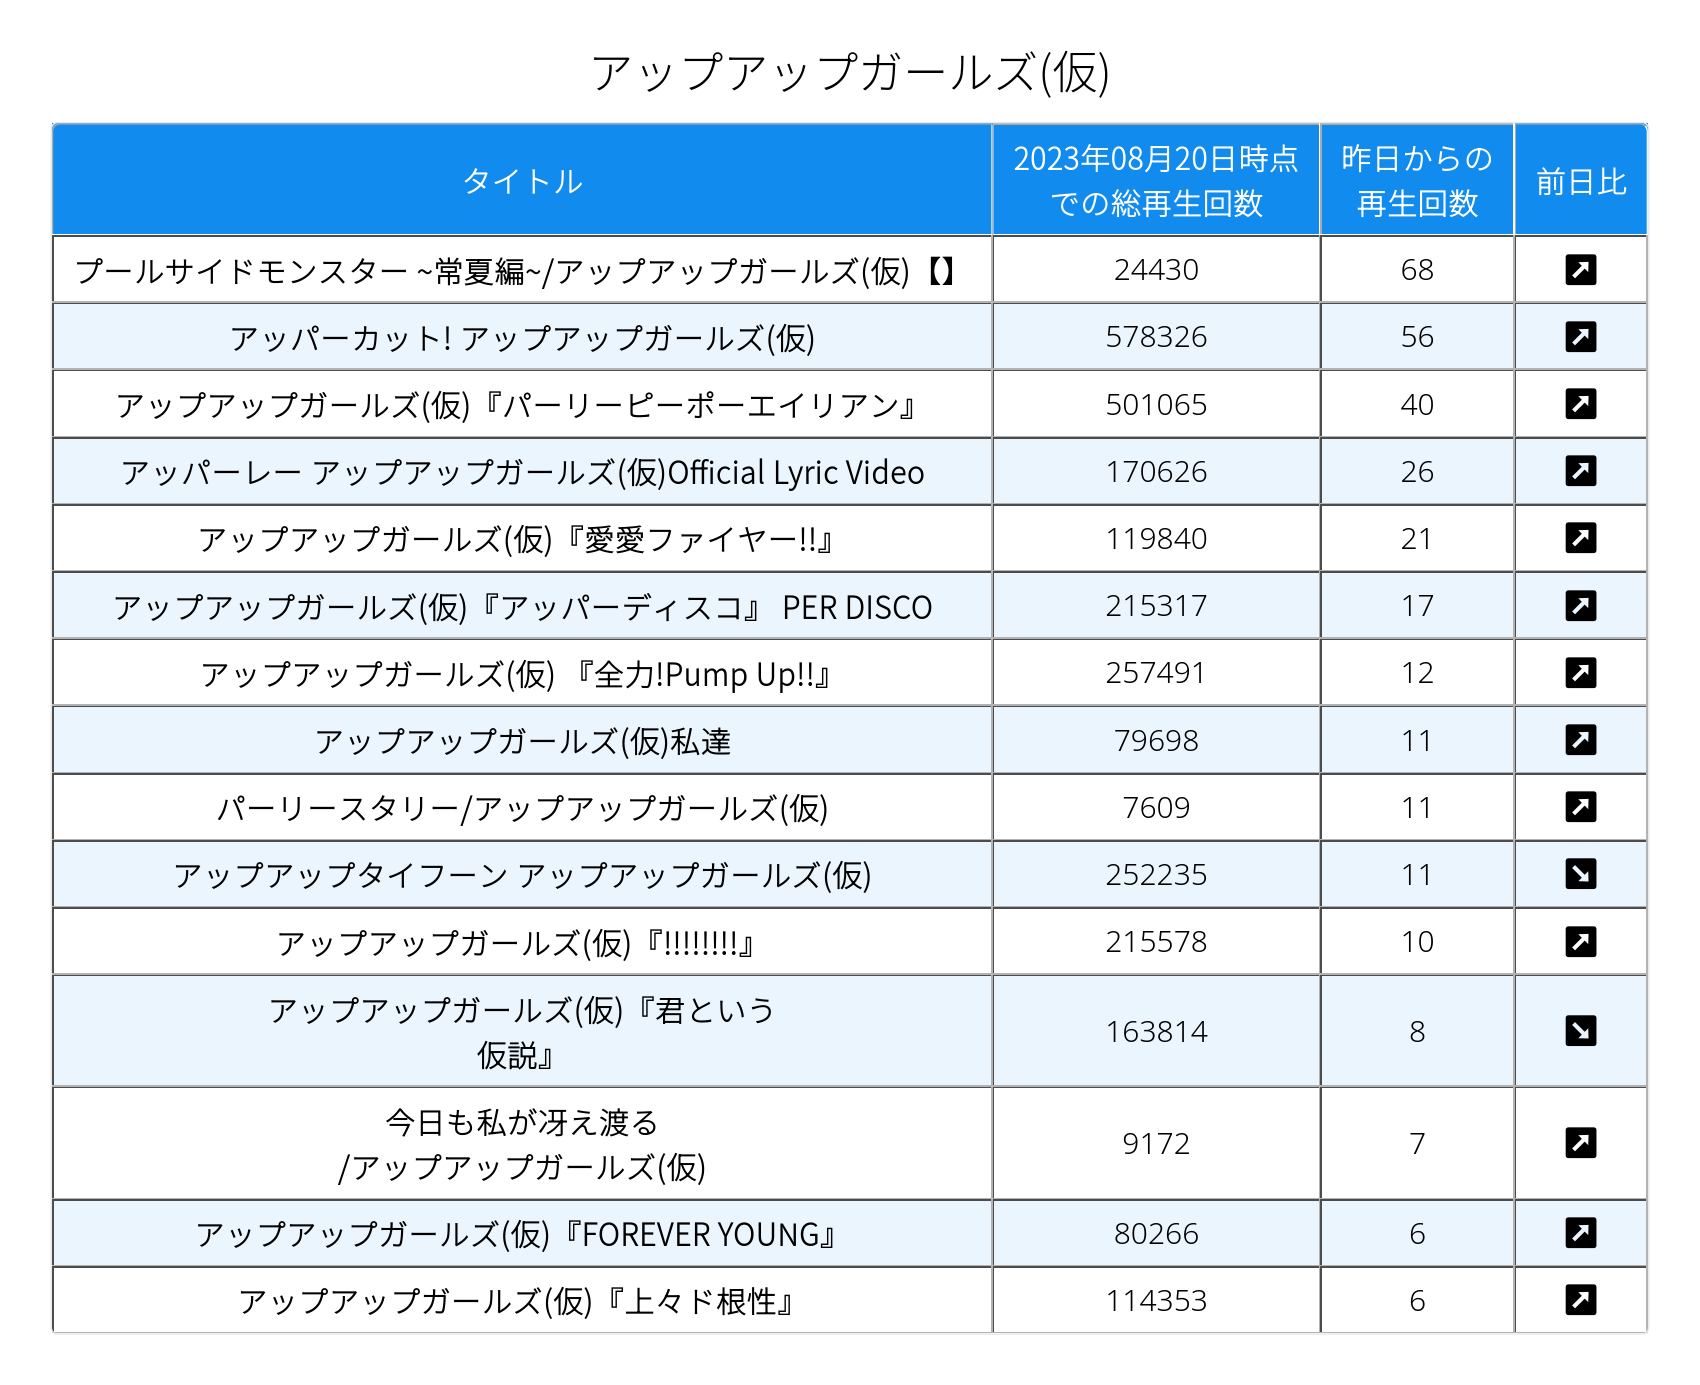 アップアップガールズ(仮)
タイトル 2023年08月20日時点での総再生回数 昨日からの再生回数 前日比
プールサイドモンスター ~常夏編~/アップアップガールズ(仮)【】 24430 68 ↗
アッパーカット! アップアップガールズ(仮) 578326 56 ↗
アップアップガールズ(仮)『パーリーピーポーエイリアン』 501065 40 ↗
アッパーレー アップアップガールズ(仮)Official Lyric Video 170626 26 ↗
アップアップガールズ(仮)『愛愛ファイヤー!!』 119840 21 ↗
アップアップガールズ(仮)『アッパーディスコ』 PER DISCO 215317 17 ↗
アップアップガールズ(仮) 『全力!Pump Up!!』 257491 12 ↗
アップアップガールズ(仮)私達 79698 11 ↗
パーリースタリー/アップアップガールズ(仮) 7609 11 ↗
アップアップタイフーン アップアップガールズ(仮) 252235 11 ↘
アップアップガールズ(仮)『!!!!!!!!』 215578 10 ↗
アップアップガールズ(仮)『君という
仮説』 163814 8 ↘
今日も私が冴え渡る
/アップアップガールズ(仮) 9172 7 ↗
アップアップガールズ(仮)『FOREVER YOUNG』 80266 6 ↗
アップアップガールズ(仮)『上々ド根性』 114353 6 ↗